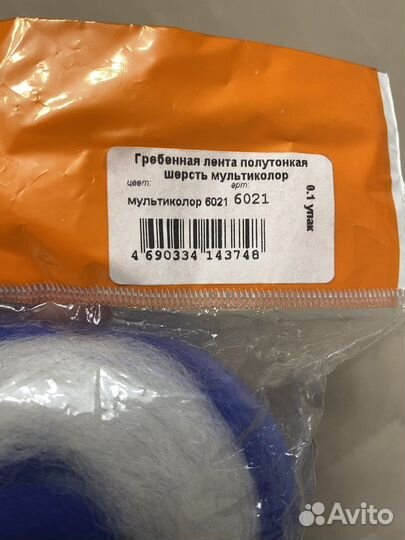 Гребенная лента полутонкая
шерсть мультиколор
цвет: арт:
мультиколор 6021 6021
0.1 упак
4 690334 143748
Avito